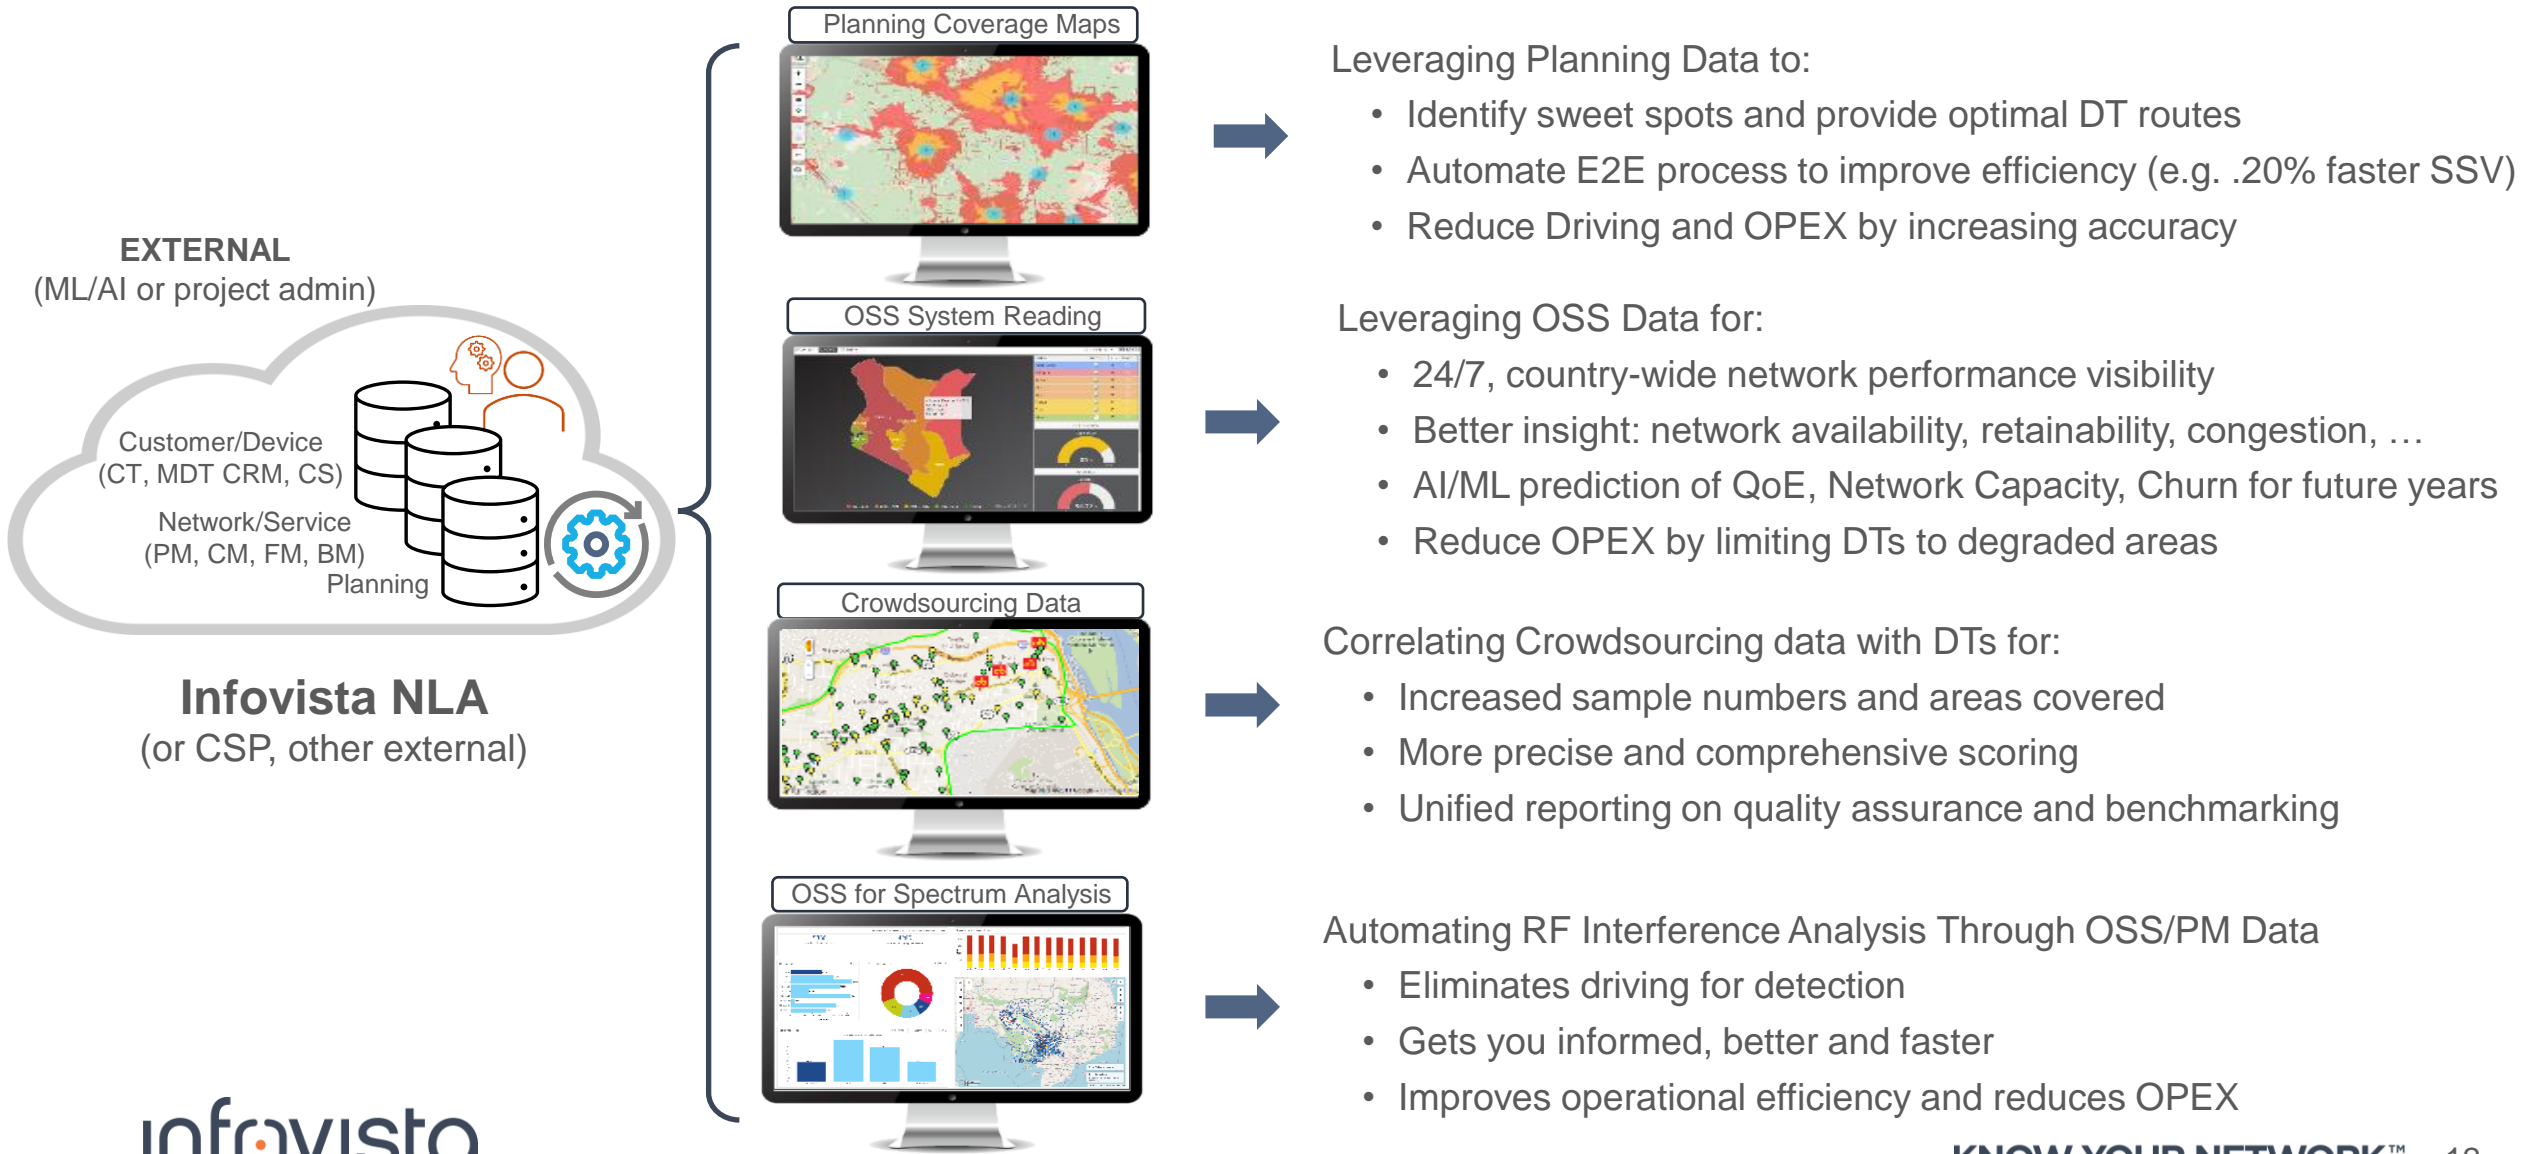 EXTERNAL
(ML/AI or project admin)
Customer/Device
(CT, MDT CRM, CS)
Network/Service
(PM, CM, FM, BM)
Planning
Infovista NLA
(or CSP, other external)
infovista
Planning Coverage Maps
Leveraging Planning Data to:
• Identify sweet spots and provide optimal DT routes
• Automate E2E process to improve efficiency (e.g. .20% faster SSV)
• Reduce Driving and OPEX by increasing accuracy
OSS System Reading
Leveraging OSS Data for:
• 24/7, country-wide network performance visibility
• Better insight: network availability, retainability, congestion, …
• AI/ML prediction of QoE, Network Capacity, Churn for future years
• Reduce OPEX by limiting DTs to degraded areas
Crowdsourcing Data
Correlating Crowdsourcing data with DTs for:
• Increased sample numbers and areas covered
• More precise and comprehensive scoring
• Unified reporting on quality assurance and benchmarking
OSS for Spectrum Analysis
Automating RF Interference Analysis Through OSS/PM Data
• Eliminates driving for detection
• Gets you informed, better and faster
• Improves operational efficiency and reduces OPEX
KNOW YOUR NETWORK™